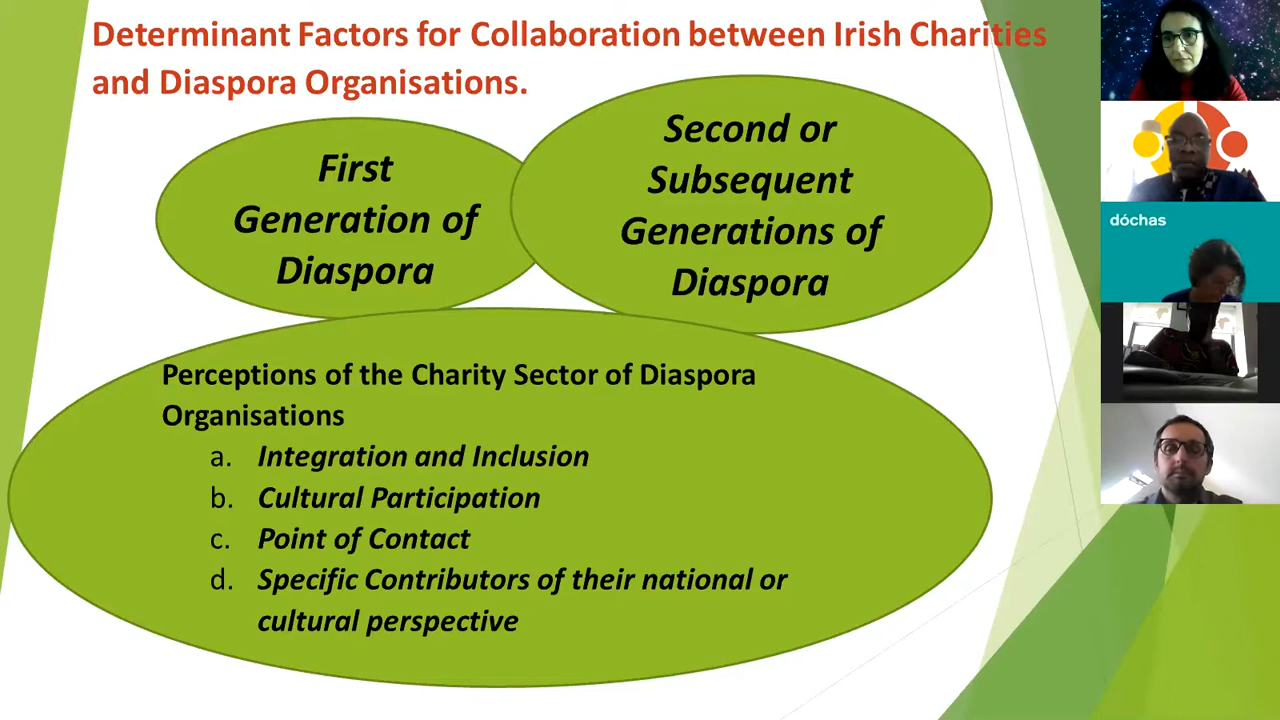 Determinant Factors for Collaboration between Irish Charities
and Diaspora Organisations.
First
Generation of
Diaspora
Second or
Subsequent
Generations of
Diaspora
Perceptions of the Charity Sector of Diaspora
Organisations
a. Integration and Inclusion
b. Cultural Participation
c. Point of Contact
d. Specific Contributors of their national or
cultural perspective
dóchas